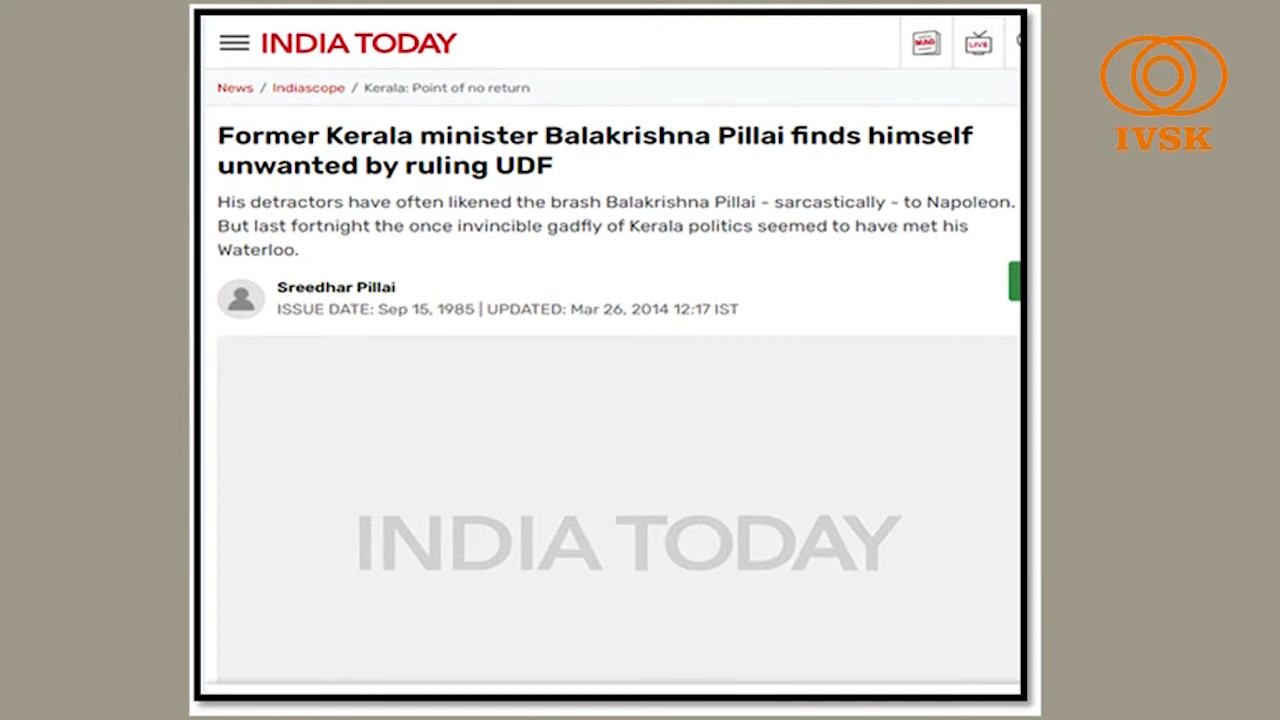 INDIA TODAY
MAG
LIVE
IVSK
News / Indiascope / Kerala: Point of no return
Former Kerala minister Balakrishna Pillai finds himself
unwanted by ruling UDF
His detractors have often likened the brash Balakrishna Pillai - sarcastically - to Napoleon.
But last fortnight the once invincible gadfly of Kerala politics seemed to have met his
Waterloo.
Sreedhar Pillai
ISSUE DATE: Sep 15, 1985 | UPDATED: Mar 26, 2014 12:17 IST
INDIA TODAY